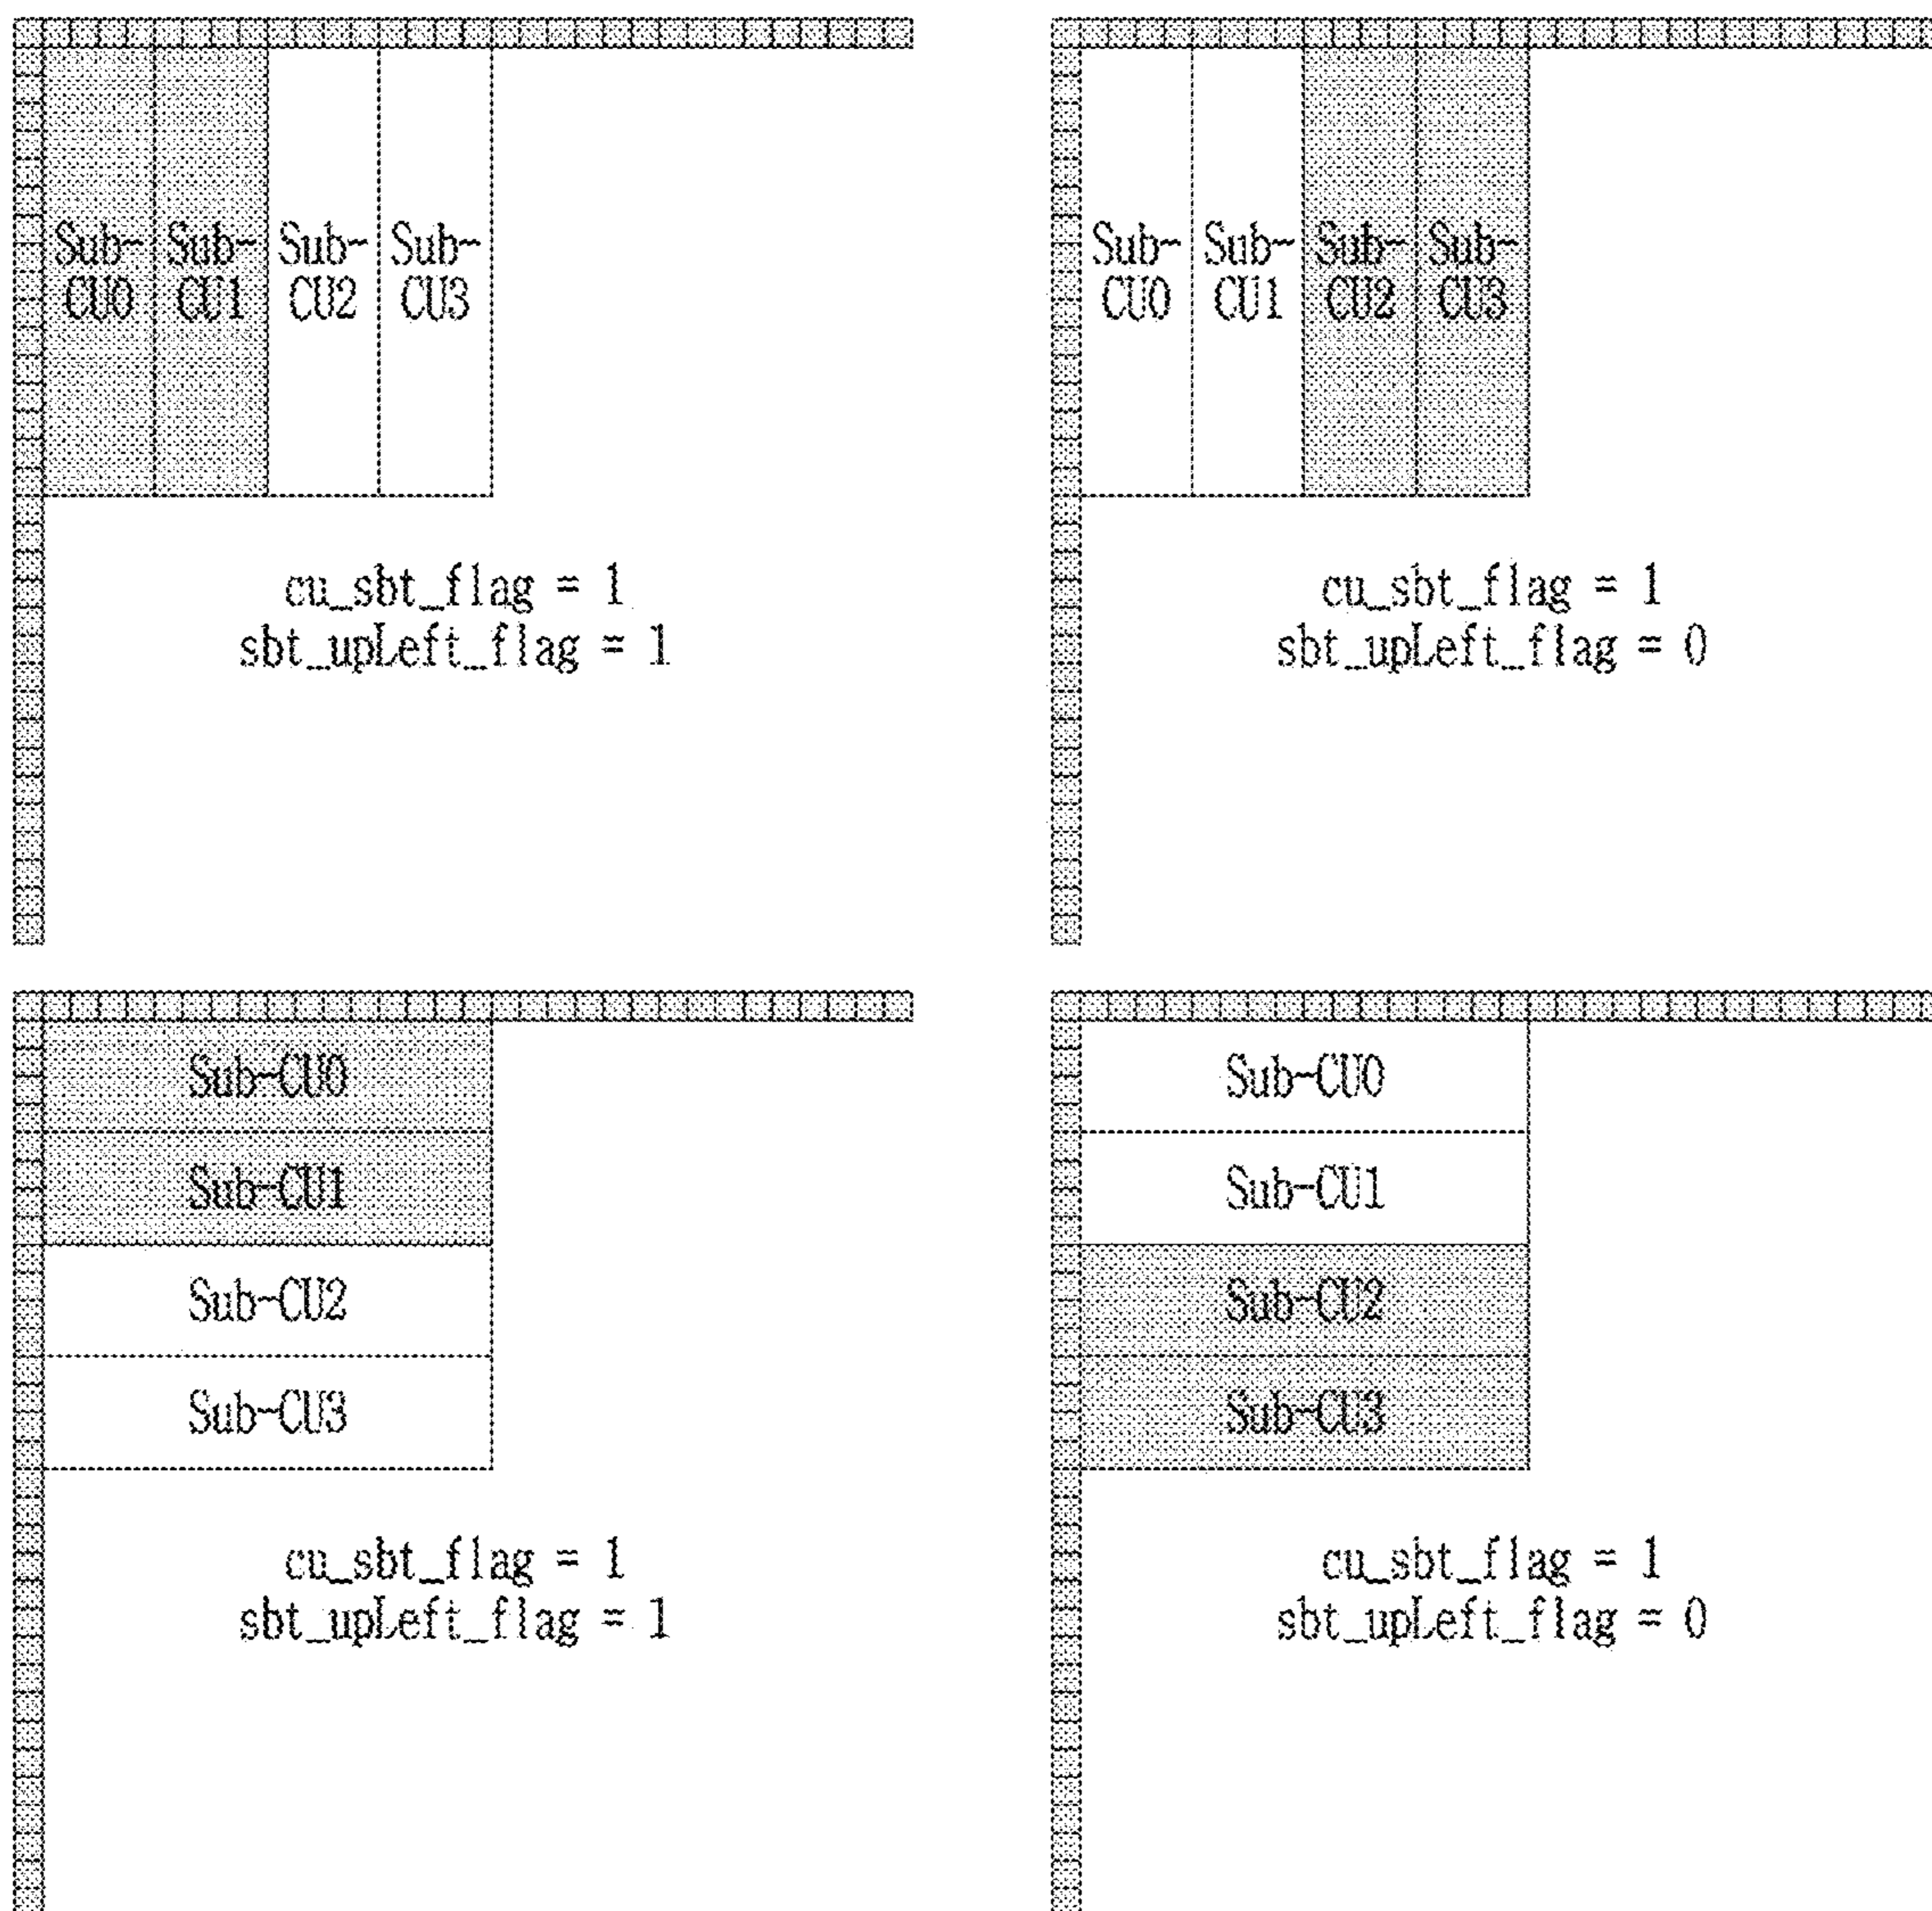 Sub- Sub- Sub- Sub-
CU0 CU1 CU2 CU3
cu_sbt_flag = 1
sbt_upLeft_flag = 1
Sub- Sub- Sub- Sub-
CU0 CU1 CU2 CU3
cu_sbt_flag = 1
sbt_upLeft_flag = 0
Sub-CU0
Sub-CU1
Sub-CU2
Sub-CU3
cu_sbt_flag = 1
sbt_upLeft_flag = 1
Sub-CU0
Sub-CU1
Sub-CU2
Sub-CU3
cu_sbt_flag = 1
sbt_upLeft_flag = 0